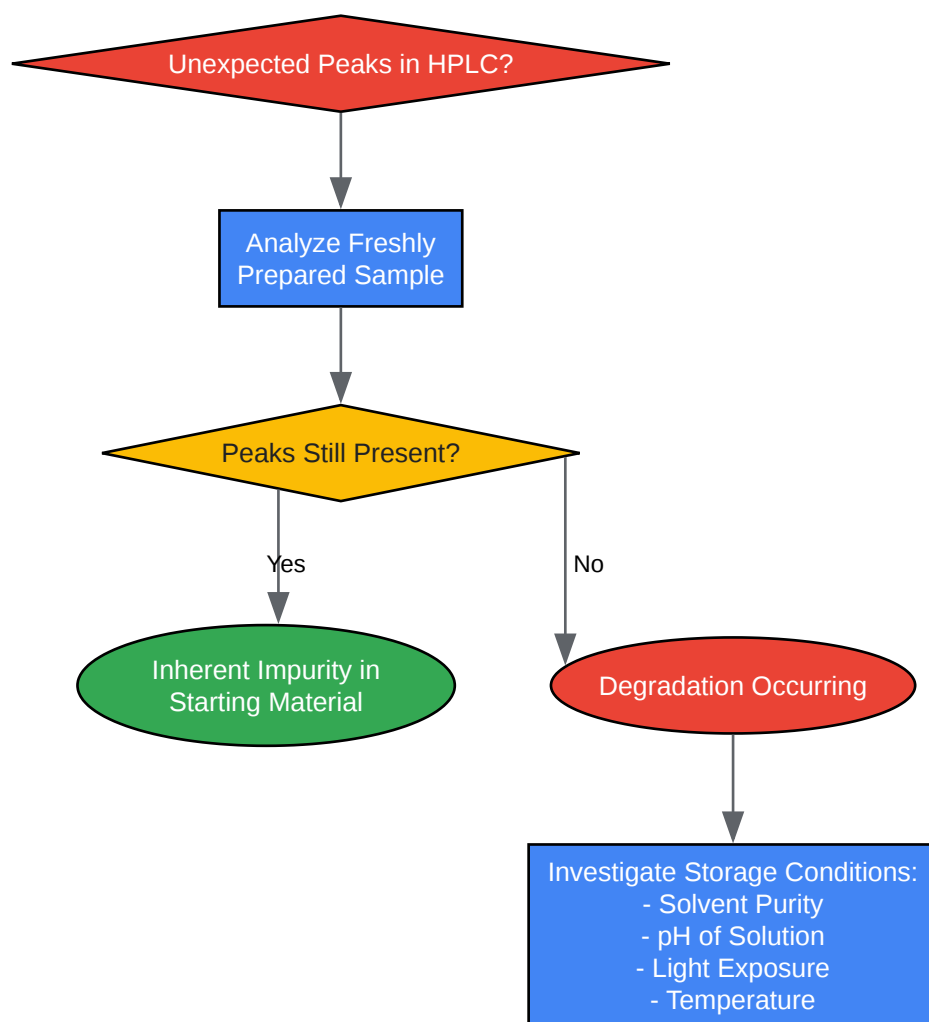 Unexpected Peaks in HPLC?
Analyze Freshly
Prepared Sample
Peaks Still Present?
Yes
No
Inherent Impurity in
Starting Material
Degradation Occurring
Investigate Storage Conditions:
- Solvent Purity
- pH of Solution
- Light Exposure
- Temperature